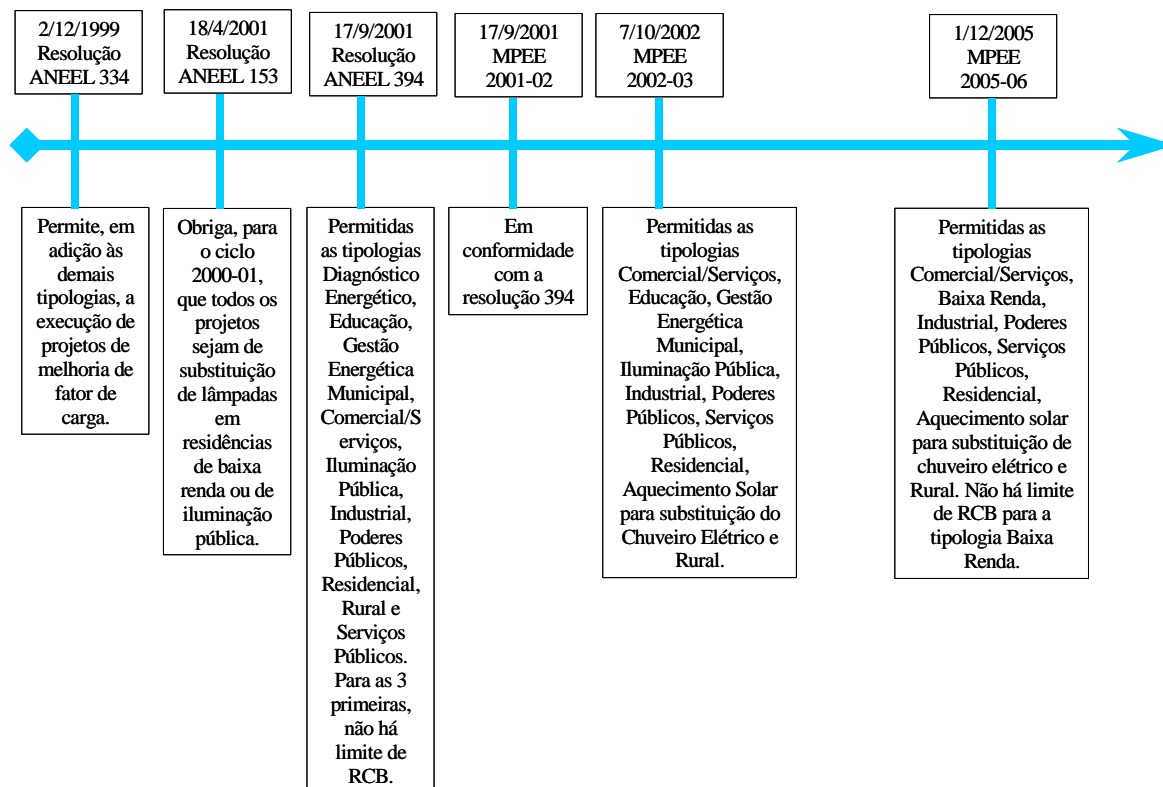 2/12/1999
Resolução
ANEEL 334
18/4/2001
Resolução
ANEEL 153
17/9/2001
Resolução
ANEEL 394
17/9/2001
MPEE
2001-02
7/10/2002
MPEE
2002-03
1/12/2005
MPEE
2005-06
Permite, em
adição às
demais
tipologias, a
execução de
projetos de
melhoria de
fator de
carga.
Obriga, para
o ciclo
2000-01,
que todos os
projetos
sejam de
substituição
de lâmpadas
em
residências
de baixa
renda ou de
iluminação
pública.
Permitidas
as tipologias
Diagnóstico
Energético,
Educação,
Gestão
Energética
Municipal,
Comercial/S
erviços,
Iluminação
Pública,
Industrial,
Poderes
Públicos,
Residencial,
Rural e
Serviços
Públicos.
Para as 3
primeiras,
não há
limite de
RCB.
Em
conformidade
com a
resolução 394
Permitidas as
tipologias
Comercial/Serviços,
Educação, Gestão
Energética
Municipal,
Iluminação Pública,
Industrial, Poderes
Públicos, Serviços
Públicos,
Residencial,
Aquecimento Solar
para substituição do
Chuveiro Elétrico e
Rural.
Permitidas as
tipologias
Comercial/Serviços,
Baixa Renda,
Industrial, Poderes
Públicos, Serviços
Públicos,
Residencial,
Aquecimento solar
para substituição de
chuveiro elétrico e
Rural. Não há limite
de RCB para a
tipologia Baixa
Renda.